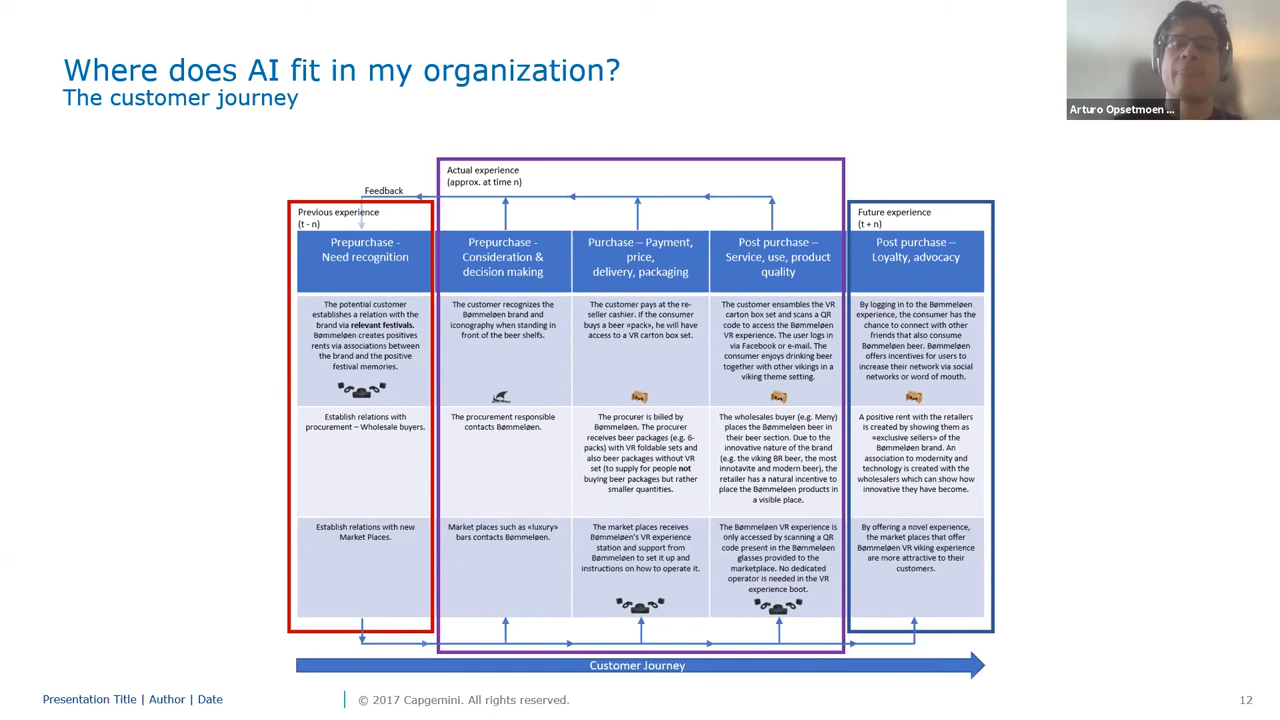 Where does AI fit in my organization?
The customer journey
Arturo Opsetmoen ...
Actual experience
(approx. at time n)
Feedback
Previous experience
(t - n)
Future experience
(t + n)
Prepurchase -
Need recognition
Prepurchase -
Consideration &
decision making
Purchase – Payment,
price,
delivery, packaging
Post purchase –
Service, use, product
quality
Post purchase –
Loyalty, advocacy
The potential customer
establishes a relation with the
brand via relevant festivals.
Bømmeløen creates positives
rents via associations between
the brand and the positive
festival memories.
The customer recognizes the
Bømmeløen brand and
iconography when standing in
front of the beer shelfs.
The customer pays at the re-
seller cashier. If the consumer
buys a beer «pack», he will have
access to a VR carton box set.
The customer ensambles the VR
carton box set and scans a QR
code to access the Bømmeløen
VR experience. The user logs in
via Facebook or e-mail. The
consumer enjoys drinking beer
together with other vikings in a
viking theme setting.
By logging in to the Bømmeløen
experience, the consumer has the
chance to connect with other
friends that also consume
Bømmeløen beer. Bømmeløen
offers incentives for users to
increase their network via social
networks or word of mouth.
Establish relations with
procurement – Wholesale buyers.
The procurement responsible
contacts Bømmeløen.
The procurer is billed by
Bømmeløen. The procurer
receives beer packages (e.g. 6-
packs) with VR foldable sets and
also beer packages without VR
set (to supply for people not
buying beer packages but rather
smaller quantities.
The wholesales buyer (e.g. Meny)
places the Bømmeløen beer in
their beer section. Due to the
innovative nature of the brand
(e.g. the viking BR beer, the most
innotavite and modern beer), the
retailer has a natural incentive to
place the Bømmeløen products in
a visible place.
A positive rent with the retailers
is created by showing them as
«exclusive sellers» of the
Bømmeløen brand. An
association to modernity and
technology is created with the
wholesalers which can show how
innovative they have become.
Establish relations with new
Market Places.
Market places such as «luxury»
bars contacts Bømmeløen.
The market places receives
Bømmeløen's VR experience
station and support from
Bømmeløen to set it up and
instructions on how to operate it.
The Bømmeløen VR experience is
only accessed by scanning a QR
code present in the Bømmeløen
glasses provided to the
marketplace. No dedicated
operator is needed in the VR
experience boot.
By offering a novel experience,
the market places that offer
Bømmeløen VR viking experience
are more attractive to their
customers.
Customer Journey
Presentation Title | Author | Date
© 2017 Capgemini. All rights reserved.
12